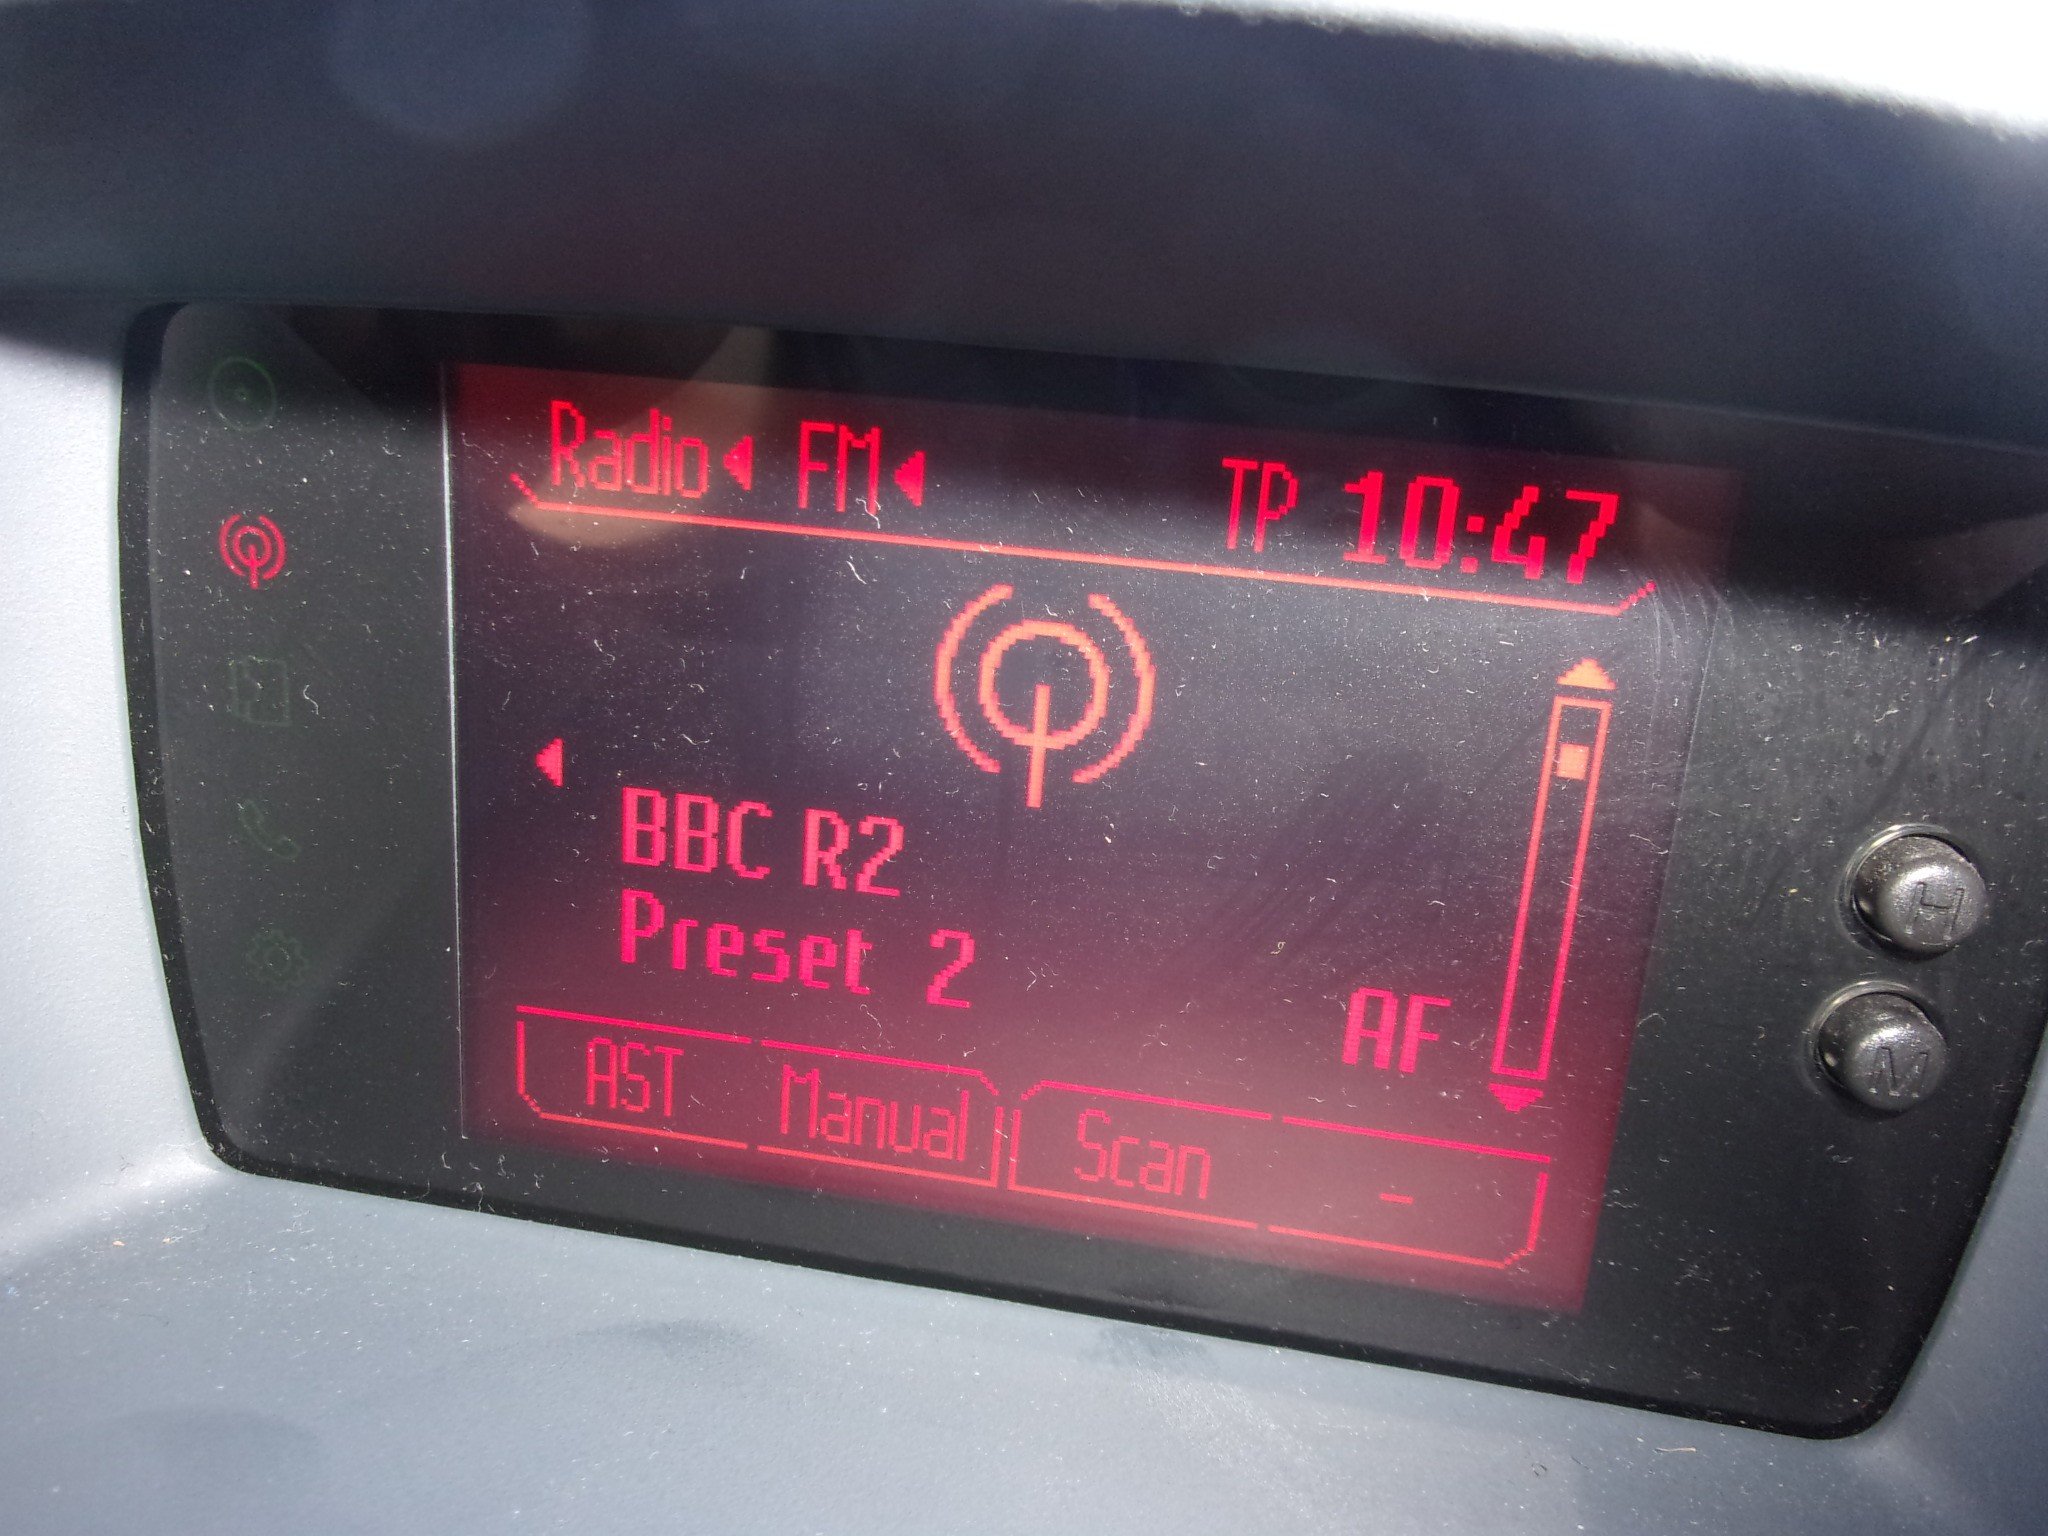 Radio FM TP 10:47
BBC R2
Preset 2
AF
AST Manual Scan -
H
M